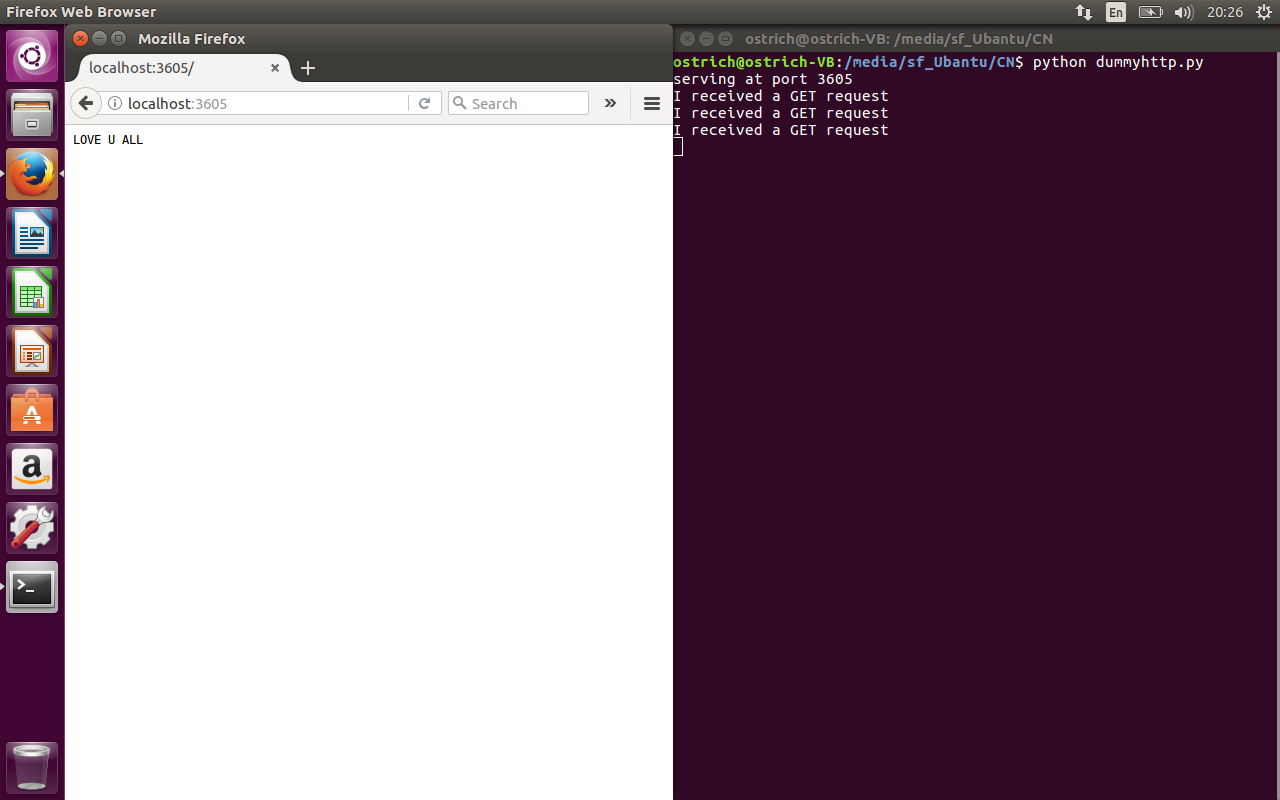 Firefox Web Browser
En
20:26
Mozilla Firefox
localhost:3605/
localhost:3605
Search
LOVE U ALL
ostrich@ostrich-VB: /media/sf_Ubantu/CN
ostrich@ostrich-VB:/media/sf_Ubantu/CN$ python dummyhttp.py
serving at port 3605
I received a GET request
I received a GET request
I received a GET request